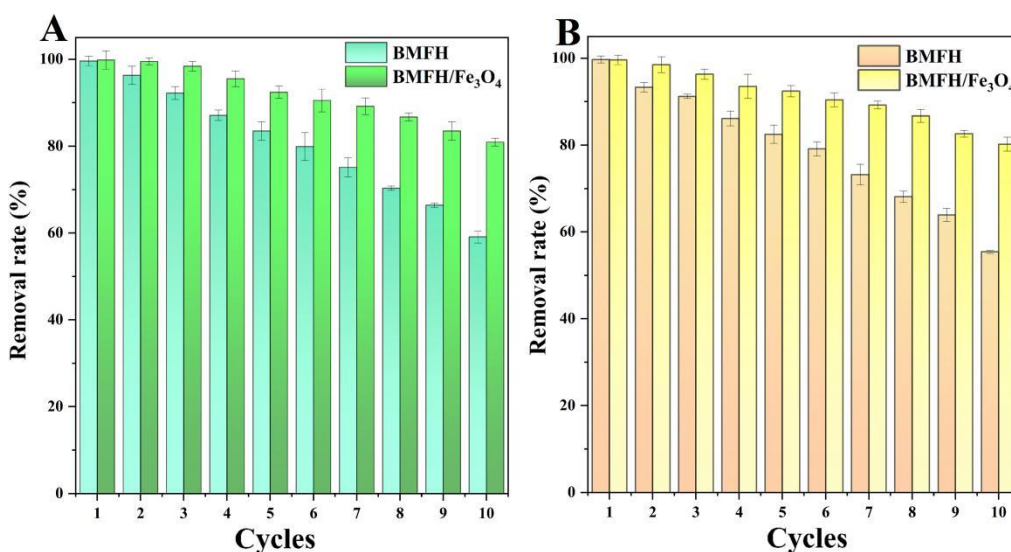 A
BMFH
BMFH/Fe₃O₄
Removal rate (%)
100
80
60
40
20
0
1 2 3 4 5 6 7 8 9 10
Cycles
B
BMFH
BMFH/Fe₃O₄
Removal rate (%)
100
80
60
40
20
0
1 2 3 4 5 6 7 8 9 10
Cycles